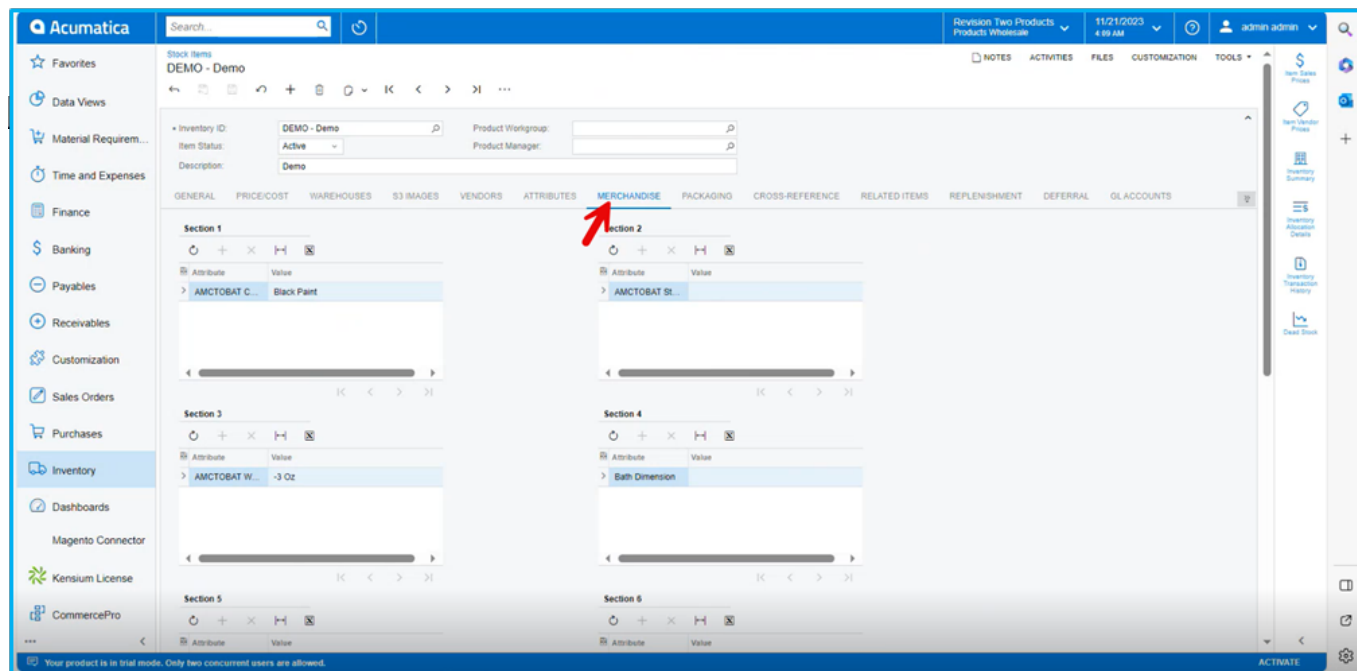 Acumatica
Search...
Revision Two Products
Products Wholesale
11/21/2023
4:09 AM
admin admin
Favorites
Data Views
Material Requirem...
Time and Expenses
Finance
Banking
Payables
Receivables
Customization
Sales Orders
Purchases
Inventory
Dashboards
Magento Connector
Kensium License
CommercePro
Stock Items
DEMO - Demo
NOTES ACTIVITIES FILES CUSTOMIZATION TOOLS
Inventory ID: DEMO - Demo Product Workgroup:
Item Status: Active Product Manager:
Description: Demo
GENERAL PRICE/COST WAREHOUSES S3 IMAGES VENDORS ATTRIBUTES MERCHANDISE PACKAGING CROSS-REFERENCE RELATED ITEMS REPLENISHMENT DEFERRAL GL ACCOUNTS
Section 1
Attribute Value
AMCTOBAT C... Black Paint
Section 2
Attribute Value
AMCTOBAT St...
Section 3
Attribute Value
AMCTOBAT W... -3 Oz
Section 4
Attribute Value
Bath Dimension
Section 5
Attribute Value
Section 6
Attribute Value
Item Sales
Prices
Item Vendor
Prices
Inventory
Summary
Inventory
Allocation
Details
Inventory
Transaction
History
Dead Stock
Your product is in trial mode. Only two concurrent users are allowed.
ACTIVATE